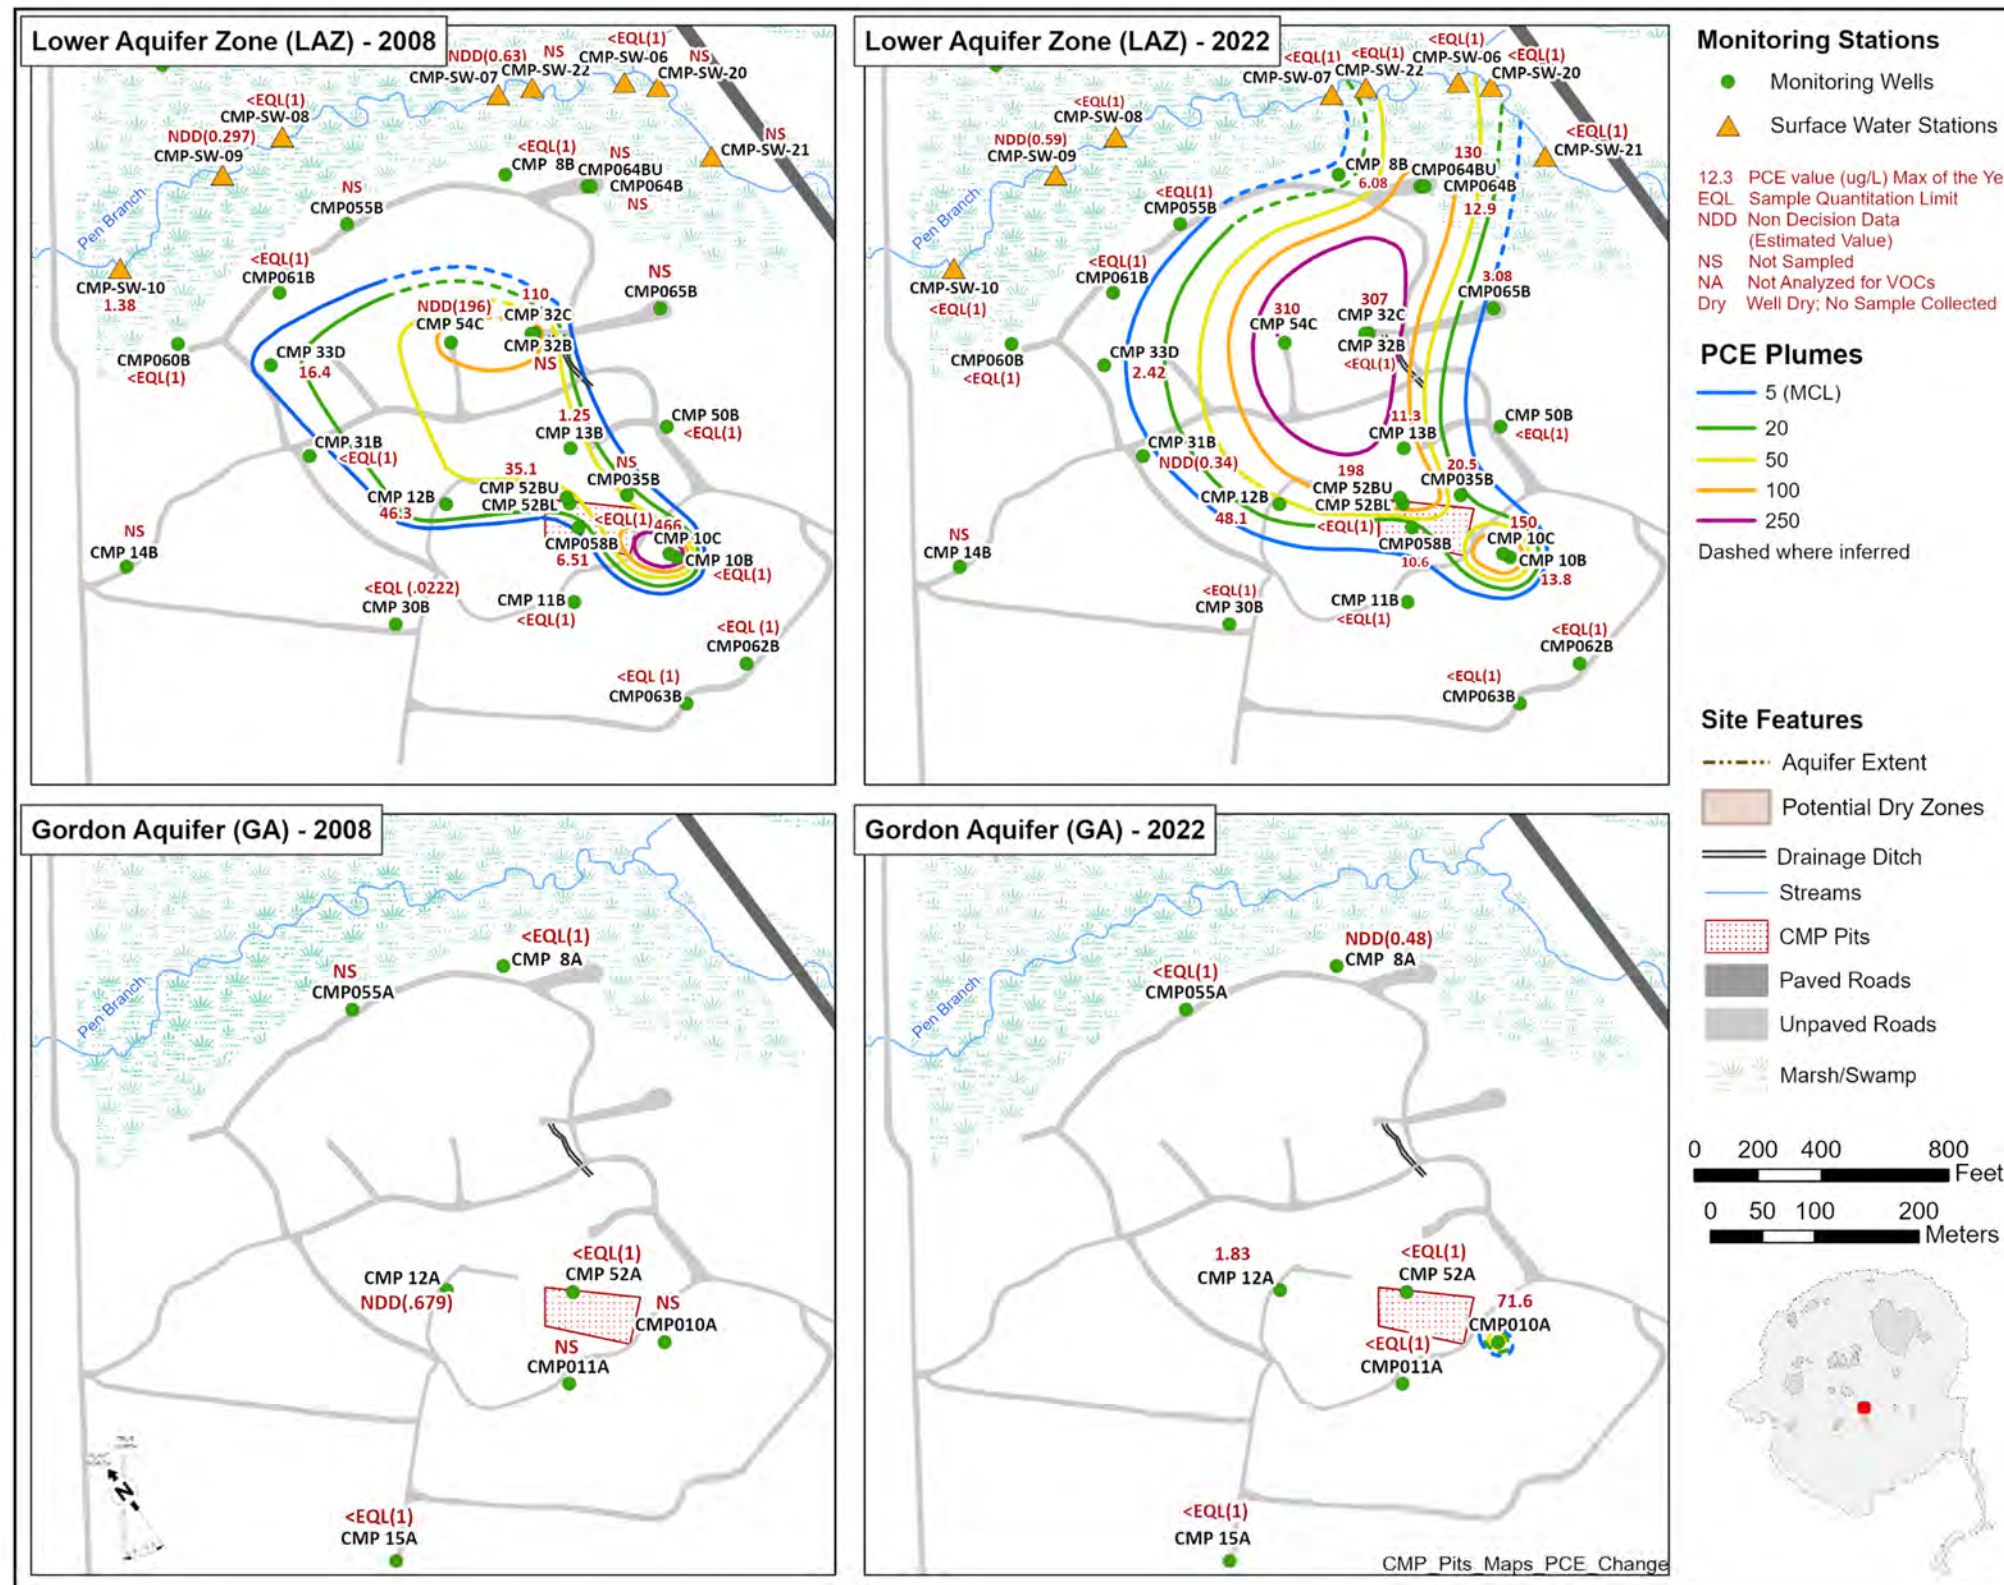 Lower Aquifer Zone (LAZ) - 2008
<EQL(1)
NDD(0.63)
NS
CMP-SW-06
NS
CMP-SW-07
CMP-SW-22
CMP-SW-20
<EQL(1)
CMP-SW-08
NDD(0.297)
CMP-SW-09
NS
CMP-SW-21
<EQL(1)
CMP 8B
NS
CMP064BU
CMP064B
NS
NS
CMP055B
Pen Branch
<EQL(1)
CMP061B
CMP-SW-10
1.38
NS
CMP065B
NDD(196)
CMP 54C
110
CMP 32C
CMP 32B
NS
CMP060B
<EQL(1)
CMP 33D
16.4
1.25
CMP 13B
CMP 50B
<EQL(1)
CMP 31B
<EQL(1)
35.1
CMP 52BU
CMP 52BL
NS
CMP035B
CMP 12B
46.3
<EQL(1)
466
CMP 10C
CMP 10B
<EQL(1)
CMP058B
6.51
NS
CMP 14B
<EQL (.0222)
CMP 30B
CMP 11B
<EQL(1)
<EQL (1)
CMP062B
<EQL (1)
CMP063B
Lower Aquifer Zone (LAZ) - 2022
<EQL(1)
<EQL(1)
<EQL(1)
<EQL(1)
CMP-SW-06
CMP-SW-07
CMP-SW-22
CMP-SW-20
<EQL(1)
CMP-SW-08
NDD(0.59)
CMP-SW-09
<EQL(1)
CMP-SW-21
CMP 8B
6.08
130
CMP064BU
CMP064B
12.9
<EQL(1)
CMP055B
Pen Branch
<EQL(1)
CMP061B
CMP-SW-10
<EQL(1)
3.08
CMP065B
310
CMP 54C
307
CMP 32C
CMP 32B
<EQL(1)
CMP060B
<EQL(1)
CMP 33D
2.42
11.3
CMP 13B
CMP 50B
<EQL(1)
CMP 31B
NDD(0.34)
198
CMP 52BU
CMP 52BL
20.5
CMP035B
CMP 12B
48.1
<EQL(1)
150
CMP 10C
CMP 10B
13.8
CMP058B
10.6
NS
CMP 14B
<EQL(1)
CMP 30B
CMP 11B
<EQL(1)
<EQL(1)
CMP062B
<EQL(1)
CMP063B
Gordon Aquifer (GA) - 2008
<EQL(1)
CMP 8A
NS
CMP055A
Pen Branch
CMP 12A
NDD(.679)
<EQL(1)
CMP 52A
NS
CMP010A
NS
CMP011A
<EQL(1)
CMP 15A
N
Gordon Aquifer (GA) - 2022
NDD(0.48)
CMP 8A
<EQL(1)
CMP055A
Pen Branch
1.83
CMP 12A
<EQL(1)
CMP 52A
71.6
CMP010A
<EQL(1)
CMP011A
<EQL(1)
CMP 15A
CMP_Pits_Maps_PCE_Change
Monitoring Stations
Monitoring Wells
Surface Water Stations
12.3 PCE value (ug/L) Max of the Ye
EQL Sample Quantitation Limit
NDD Non Decision Data
(Estimated Value)
NS Not Sampled
NA Not Analyzed for VOCs
Dry Well Dry; No Sample Collected
PCE Plumes
5 (MCL)
20
50
100
250
Dashed where inferred
Site Features
Aquifer Extent
Potential Dry Zones
Drainage Ditch
Streams
CMP Pits
Paved Roads
Unpaved Roads
Marsh/Swamp
0 200 400 800
Feet
0 50 100 200
Meters